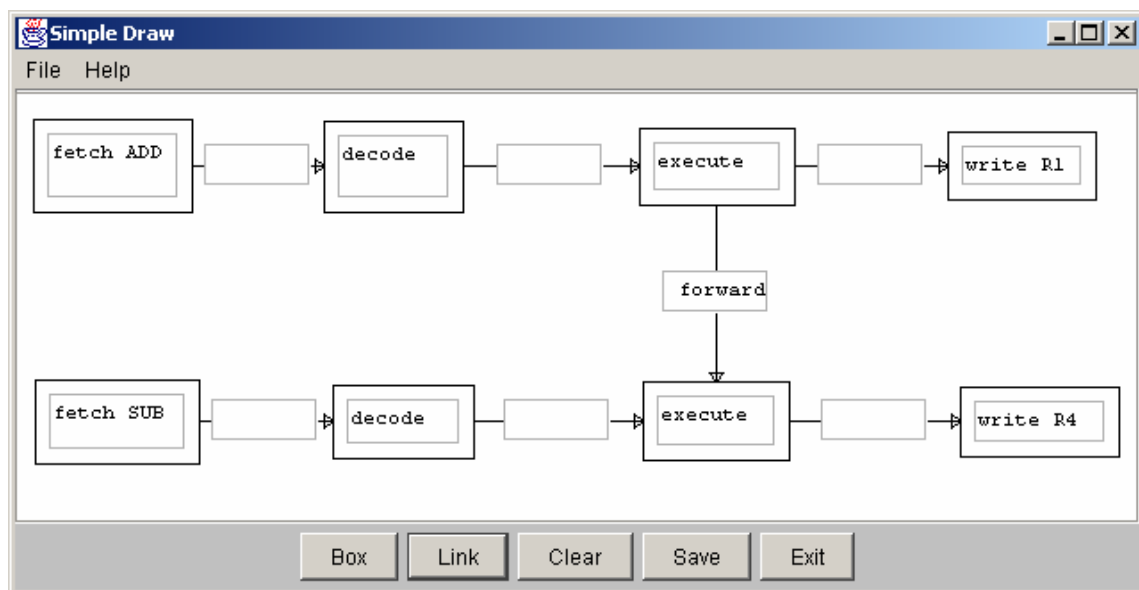 Simple Draw
File Help
fetch ADD
decode
execute
write R1
forward
fetch SUB
decode
execute
write R4
Box
Link
Clear
Save
Exit